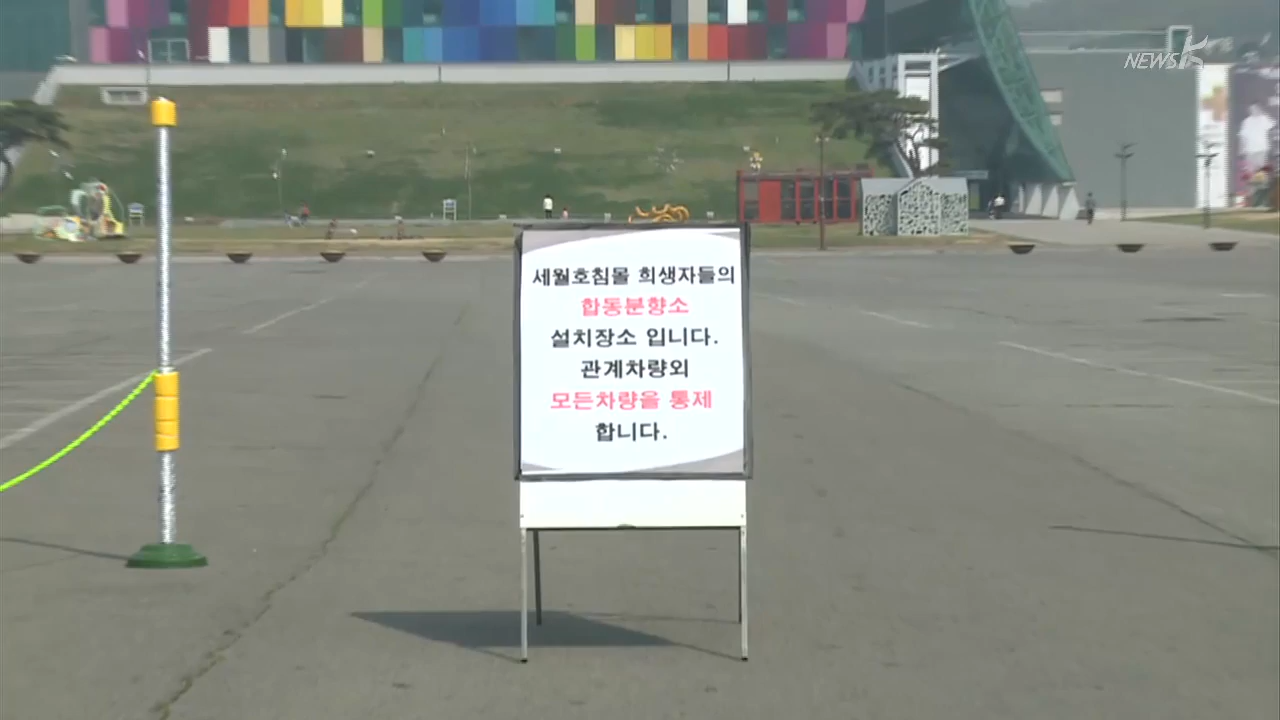 NEWS K
세월호침몰 희생자들의
합동분향소
설치장소 입니다.
관계차량외
모든차량을 통제
합니다.